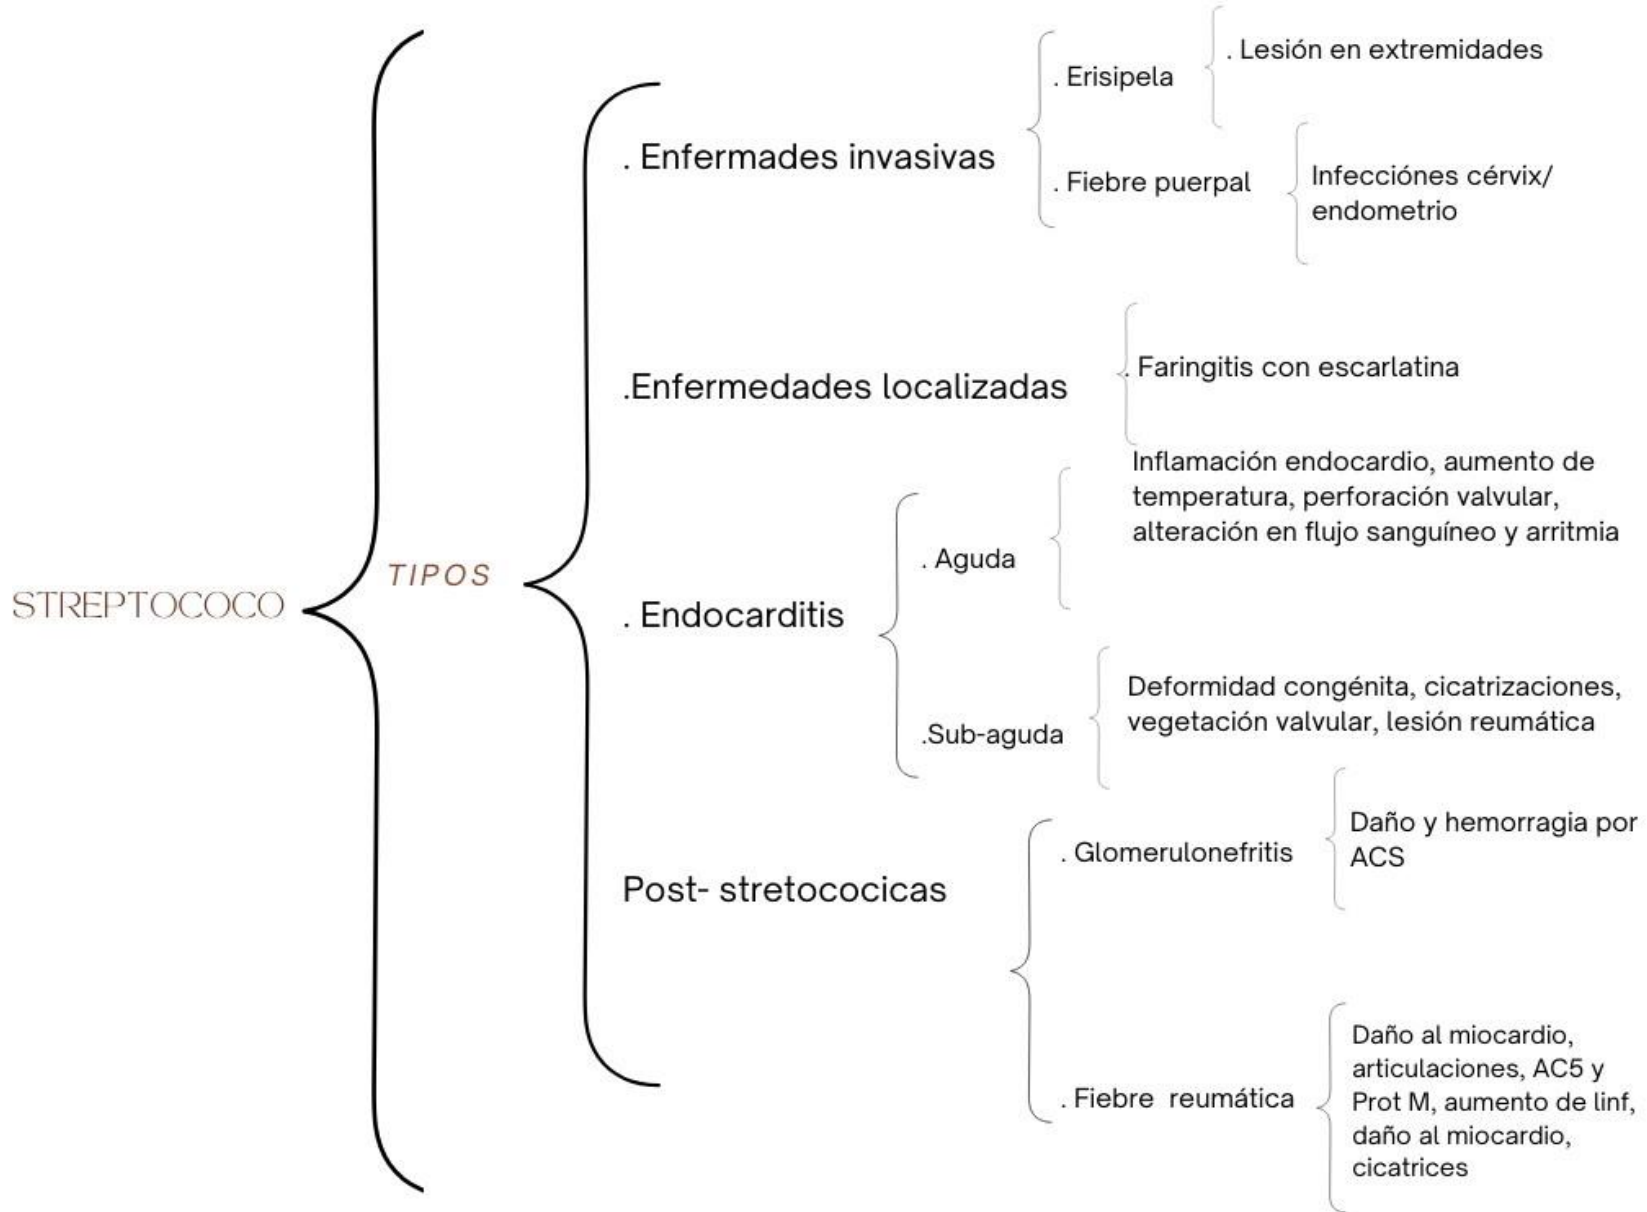 STREPTOCOCO
TIPOS
. Enfermades invasivas
. Erisipela
. Lesión en extremidades
. Fiebre puerpal
Infecciónes cérvix/
endometrio
.Enfermedades localizadas
. Faringitis con escarlatina
. Endocarditis
. Aguda
Inflamación endocardio, aumento de
temperatura, perforación valvular,
alteración en flujo sanguíneo y arritmia
.Sub-aguda
Deformidad congénita, cicatrizaciones,
vegetación valvular, lesión reumática
Post- stretococicas
. Glomerulonefritis
Daño y hemorragia por
ACS
. Fiebre reumática
Daño al miocardio,
articulaciones, AC5 y
Prot M, aumento de linf,
daño al miocardio,
cicatrices